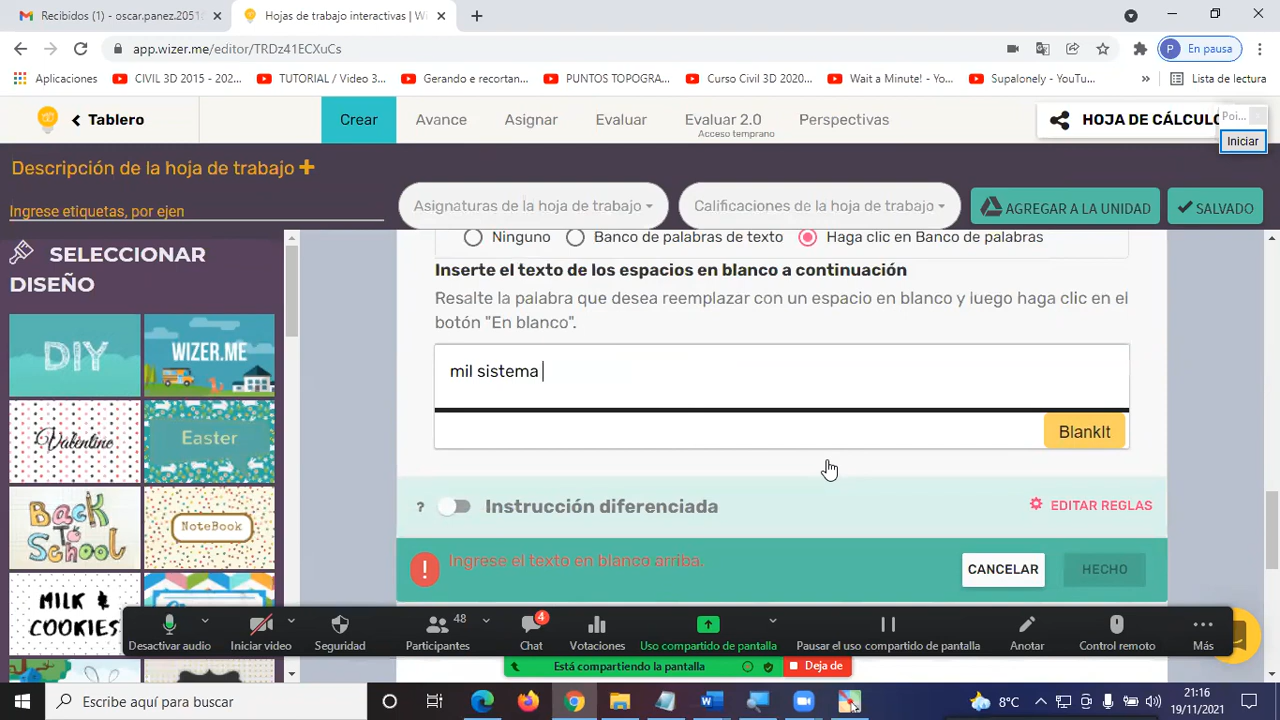 Recibidos (1) - oscar.panez.2051
Hojas de trabajo interactivas | Wi
app.wizer.me/editor/TRDz41ECXuCs
P En pausa
Aplicaciones
CIVIL 3D 2015 - 202...
TUTORIAL / Video 3...
Gerando e recortan...
PUNTOS TOPOGRA...
Curso Civil 3D 2020...
Wait a Minute! - Yo...
Supalonely - YouTu...
»
Lista de lectura
Tablero
Crear
Avance
Asignar
Evaluar
Evaluar 2.0
Acceso temprano
Perspectivas
HOJA DE CÁLCULO
Poi...
Iniciar
Descripción de la hoja de trabajo +
Ingrese etiquetas, por ejen
Asignaturas de la hoja de trabajo
Calificaciones de la hoja de trabajo
AGREGAR A LA UNIDAD
SALVADO
SELECCIONAR
DISEÑO
DIY
WIZER.ME
Valentine
Easter
Back
To
School
NoteBook
MILK &
COOKIES
Ninguno
Banco de palabras de texto
Haga clic en Banco de palabras
Inserte el texto de los espacios en blanco a continuación
Resalte la palabra que desea reemplazar con un espacio en blanco y luego haga clic en el
botón "En blanco".
mil sistema
BlankIt
? Instrucción diferenciada
EDITAR REGLAS
! Ingrese el texto en blanco arriba.
CANCELAR
HECHO
Desactivar audio
Iniciar video
Seguridad
Participantes
48
Chat
4
Votaciones
Uso compartido de pantalla
Pausar el uso compartido de pantalla
Anotar
Control remoto
Más
Está compartiendo la pantalla
Deja de
Escribe aquí para buscar
8°C
21:16
19/11/2021